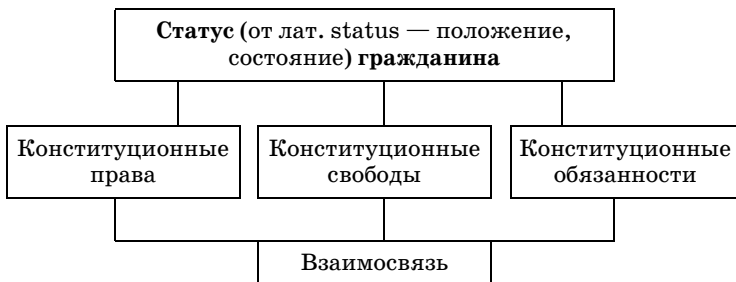 Статус (от лат. status — положение,
состояние) гражданина
Конституционные
права
Конституционные
свободы
Конституционные
обязанности
Взаимосвязь